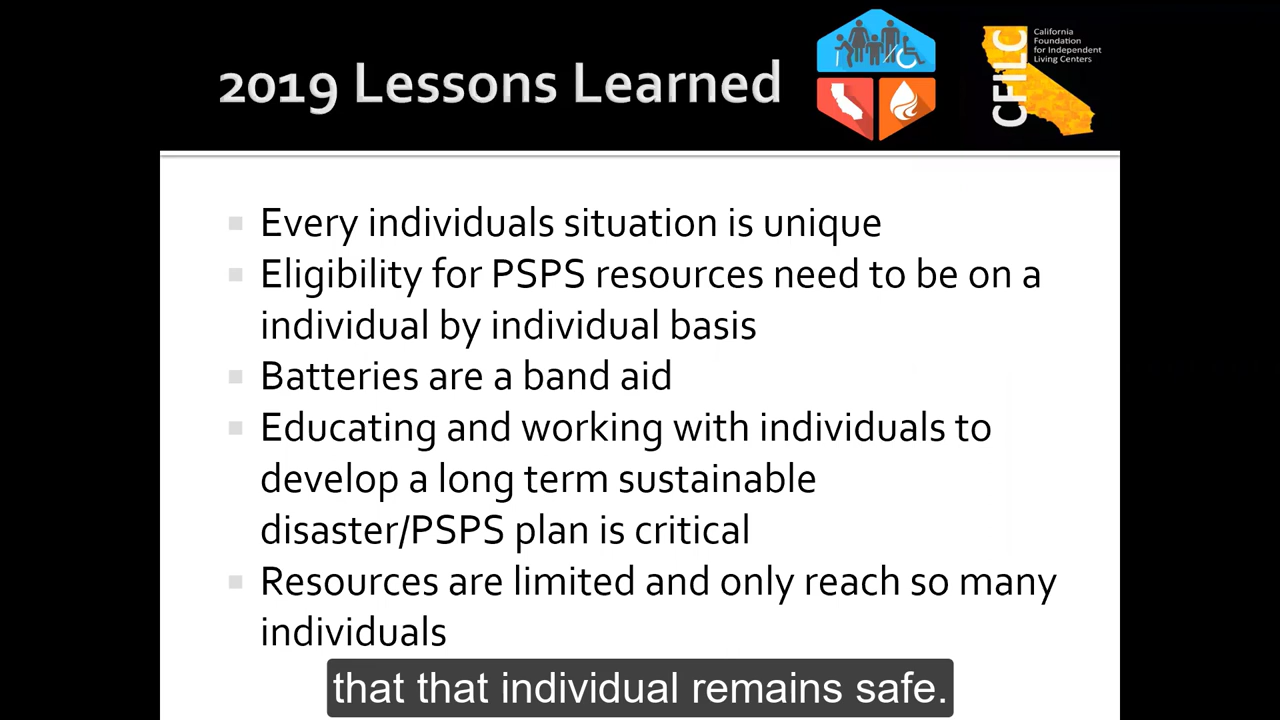 2019 Lessons Learned
CFILC
California
Foundation
for Independent
Living Centers
Every individuals situation is unique
Eligibility for PSPS resources need to be on a
individual by individual basis
Batteries are a band aid
Educating and working with individuals to
develop a long term sustainable
disaster/PSPS plan is critical
Resources are limited and only reach so many
individuals
that that individual remains safe.